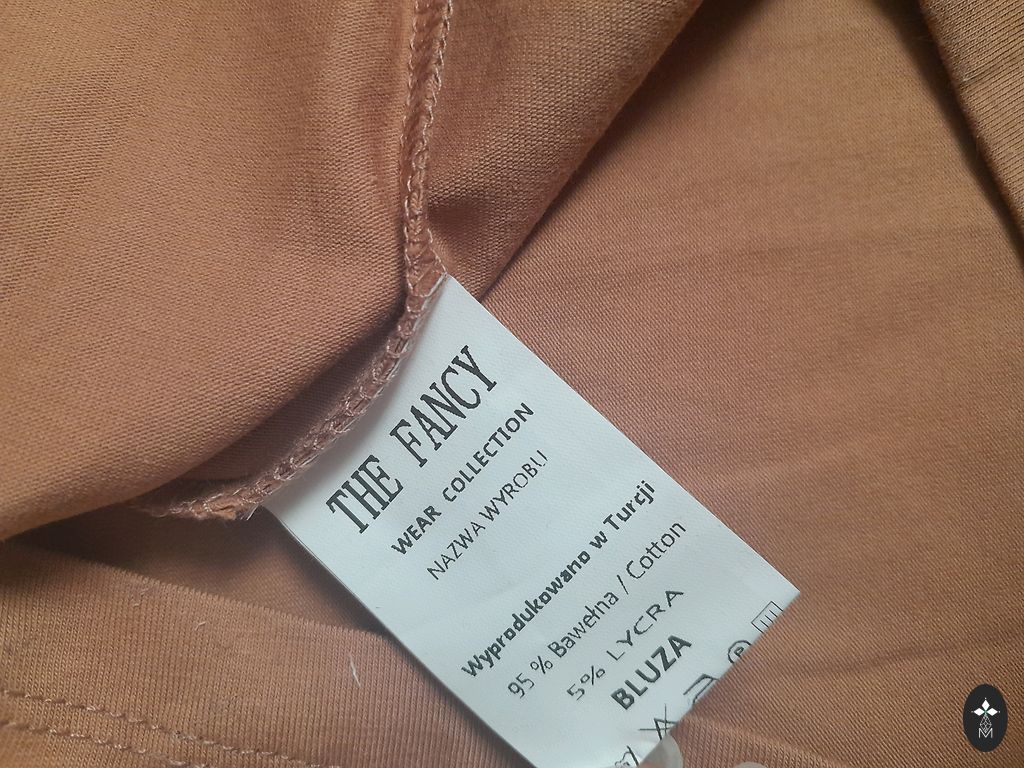 THE FANCY
WEAR COLLECTION
NAZWA WYROBU
Wyprodukowano w Turcji
95 % Bawełna / Cotton
5% LYCRA
BLUZA
P
M